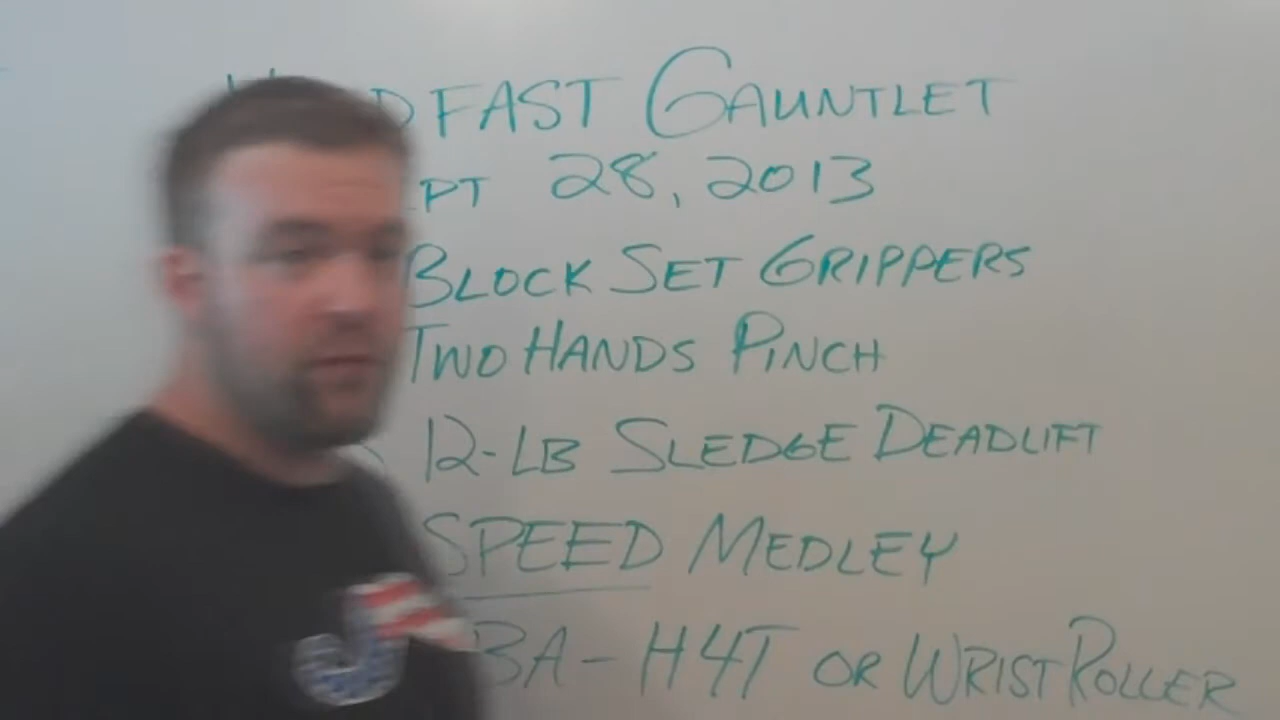 FAST GAUNTLET
28, 2013
BLOCK SET GRIPPERS
TWO HANDS PINCH
12-LB SLEDGE DEADLIFT
SPEED MEDLEY
BA - H4T OR WRIST ROLLER